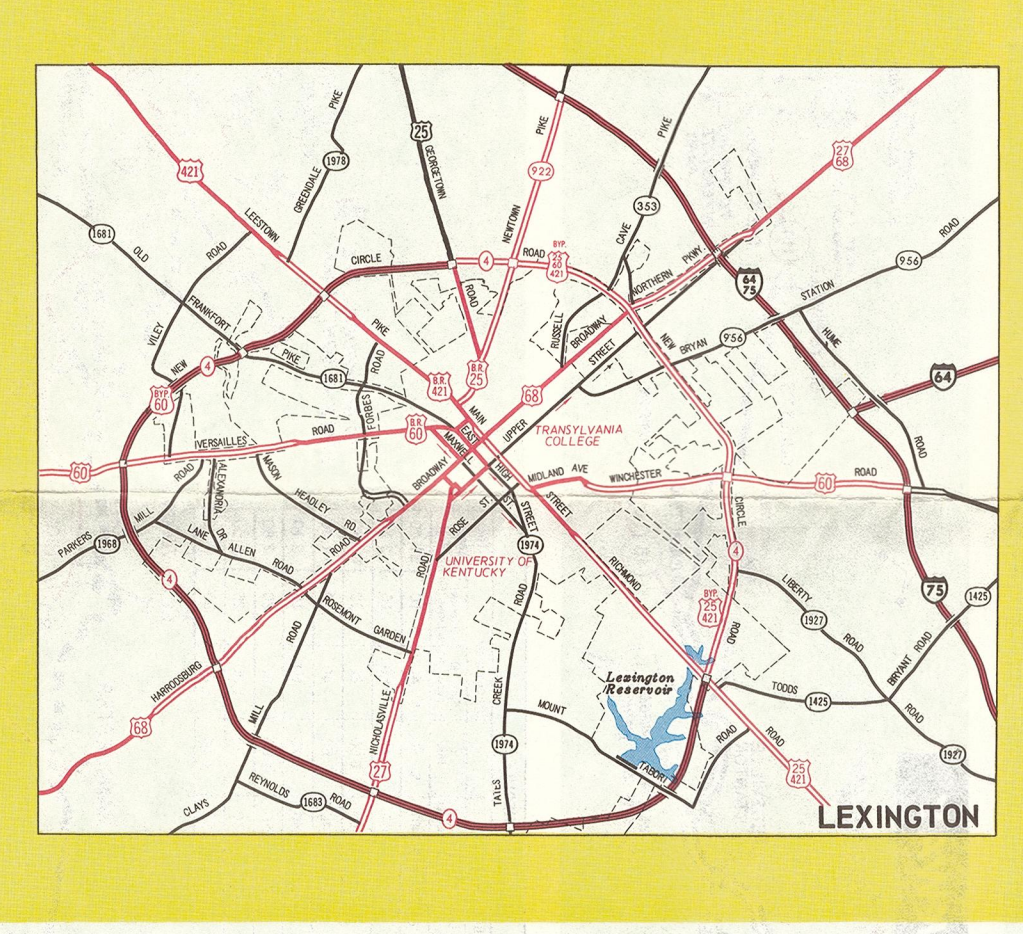 421
LEESTOWN
PIKE
GREENDALE
PIKE
1978
25
GEORGETOWN
ROAD
PIKE
922
NEWTOWN
PIKE
353
CAVE
27
68
1681
OLD
FRANKFORT
PIKE
1681
CIRCLE
4
ROAD
BYP.
25
60
421
NORTHERN
PKWY.
64
75
956
ROAD
STATION
956
BRYAN
NEW
HUME
ROAD
64
VILEY
ROAD
NEW
4
BYP
60
RUSSELL
BROADWAY
STREET
B.R.
421
B.R.
25
68
FORBES
ROAD
60
VERSAILLES
ROAD
B.R.
60
MAIN
EAST
MAXWELL
UPPER
HIGH
ST.
TRANSYLVANIA
COLLEGE
MIDLAND AVE
WINCHESTER
60
ROAD
ROAD
ALEXANDRIA
DR
MASON
HEADLEY
RD.
BROADWAY
ROAD
ROSE ST.
STREET
STREET
1974
CIRCLE
4
PARKERS
1968
MILL
LANE
ALLEN
ROAD
UNIVERSITY OF
KENTUCKY
ROAD
RICHMOND
BYP.
25
421
ROAD
LIBERTY
1927
ROAD
75
1425
BRYANT ROAD
4
ROSEMONT
GARDEN
ROAD
ROAD
Lexington
Reservoir
TODDS
1425
ROAD
1927
HARRODSBURG
68
MILL
CLAYS
NICHOLASVILLE
27
CREEK
1974
TATES
MOUNT
TABOR
ROAD
ROAD
25
421
REYNOLDS
1683
ROAD
4
LEXINGTON